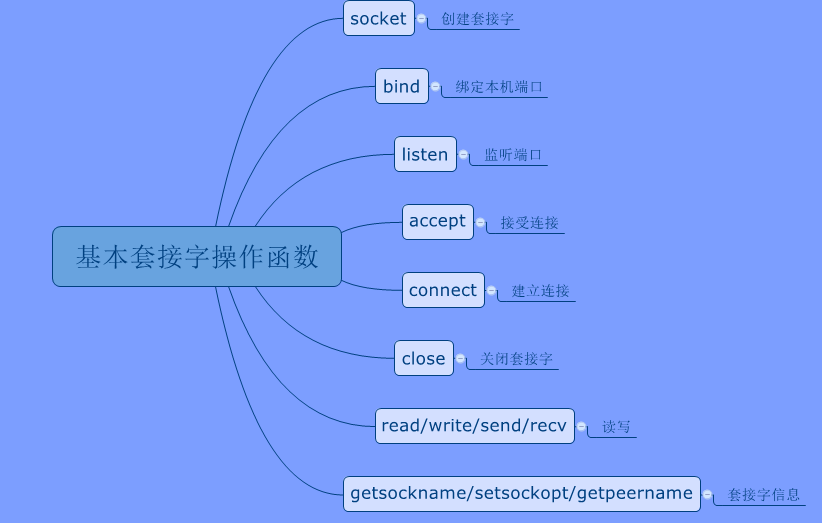 socket 创建套接字
bind 绑定本机端口
listen 监听端口
accept 接受连接
基本套接字操作函数
connect 建立连接
close 关闭套接字
read/write/send/recv 读写
getsockname/setsockopt/getpeername 套接字信息